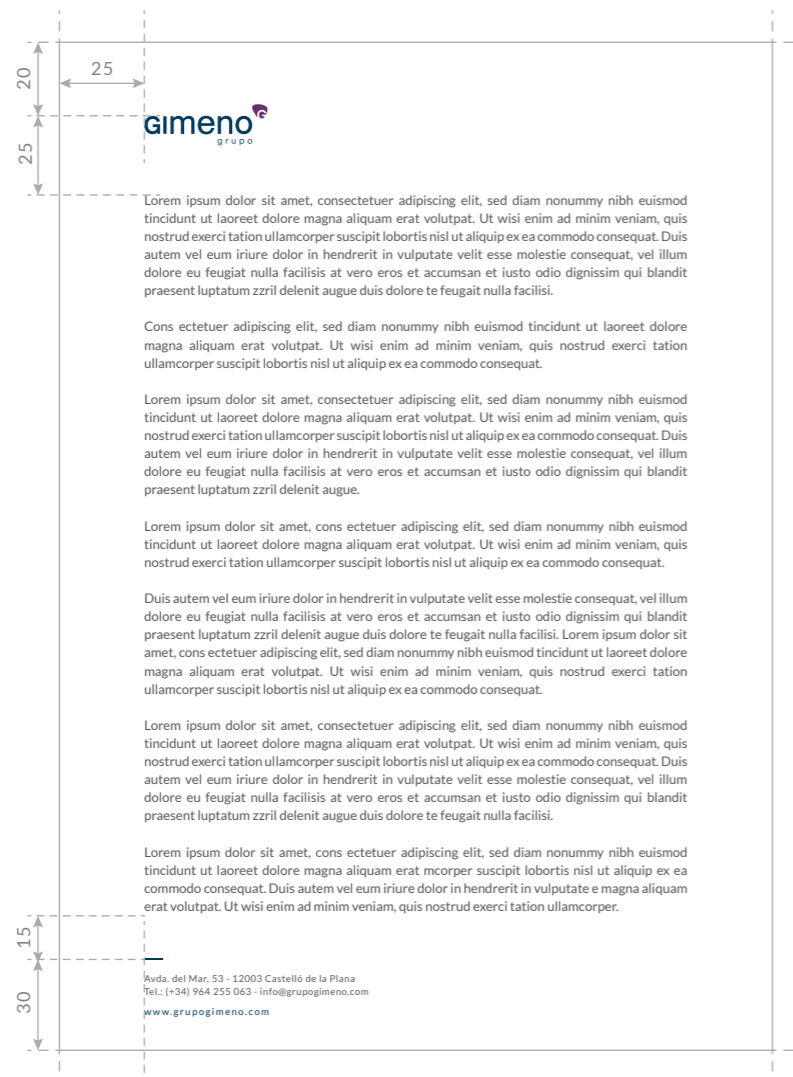 20
25
25
GIMENO
G
grupo
Lorem ipsum dolor sit amet, consectetuer adipiscing elit, sed diam nonummy nibh euismod
tincidunt ut laoreet dolore magna aliquam erat volutpat. Ut wisi enim ad minim veniam, quis
nostrud exerci tation ullamcorper suscipit lobortis nisl ut aliquip ex ea commodo consequat. Duis
autem vel eum iriure dolor in hendrerit in vulputate velit esse molestie consequat, vel illum
dolore eu feugiat nulla facilisis at vero eros et accumsan et iusto odio dignissim qui blandit
praesent luptatum zzril delenit augue duis dolore te feugait nulla facilisi.
Cons ectetuer adipiscing elit, sed diam nonummy nibh euismod tincidunt ut laoreet dolore
magna aliquam erat volutpat. Ut wisi enim ad minim veniam, quis nostrud exerci tation
ullamcorper suscipit lobortis nisl ut aliquip ex ea commodo consequat.
Lorem ipsum dolor sit amet, consectetuer adipiscing elit, sed diam nonummy nibh euismod
tincidunt ut laoreet dolore magna aliquam erat volutpat. Ut wisi enim ad minim veniam, quis
nostrud exerci tation ullamcorper suscipit lobortis nisl ut aliquip ex ea commodo consequat. Duis
autem vel eum iriure dolor in hendrerit in vulputate velit esse molestie consequat, vel illum
dolore eu feugiat nulla facilisis at vero eros et accumsan et iusto odio dignissim qui blandit
praesent luptatum zzril delenit augue.
Lorem ipsum dolor sit amet, cons ectetuer adipiscing elit, sed diam nonummy nibh euismod
tincidunt ut laoreet dolore magna aliquam erat volutpat. Ut wisi enim ad minim veniam, quis
nostrud exerci tation ullamcorper suscipit lobortis nisl ut aliquip ex ea commodo consequat.
Duis autem vel eum iriure dolor in hendrerit in vulputate velit esse molestie consequat, vel illum
dolore eu feugiat nulla facilisis at vero eros et accumsan et iusto odio dignissim qui blandit
praesent luptatum zzril delenit augue duis dolore te feugait nulla facilisi. Lorem ipsum dolor sit
amet, cons ectetuer adipiscing elit, sed diam nonummy nibh euismod tincidunt ut laoreet dolore
magna aliquam erat volutpat. Ut wisi enim ad minim veniam, quis nostrud exerci tation
ullamcorper suscipit lobortis nisl ut aliquip ex ea commodo consequat.
Lorem ipsum dolor sit amet, consectetuer adipiscing elit, sed diam nonummy nibh euismod
tincidunt ut laoreet dolore magna aliquam erat volutpat. Ut wisi enim ad minim veniam, quis
nostrud exerci tation ullamcorper suscipit lobortis nisl ut aliquip ex ea commodo consequat. Duis
autem vel eum iriure dolor in hendrerit in vulputate velit esse molestie consequat, vel illum
dolore eu feugiat nulla facilisis at vero eros et accumsan et iusto odio dignissim qui blandit
praesent luptatum zzril delenit augue duis dolore te feugait nulla facilisi.
Lorem ipsum dolor sit amet, cons ectetuer adipiscing elit, sed diam nonummy nibh euismod
tincidunt ut laoreet dolore magna aliquam erat mcorper suscipit lobortis nisl ut aliquip ex ea
commodo consequat. Duis autem vel eum iriure dolor in hendrerit in vulputate e magna aliquam
erat volutpat. Ut wisi enim ad minim veniam, quis nostrud exerci tation ullamcorper.
15
30
Avda. del Mar, 53 - 12003 Castelló de la Plana
Tel.: (+34) 964 255 063 - info@grupogimeno.com
www.grupogimeno.com